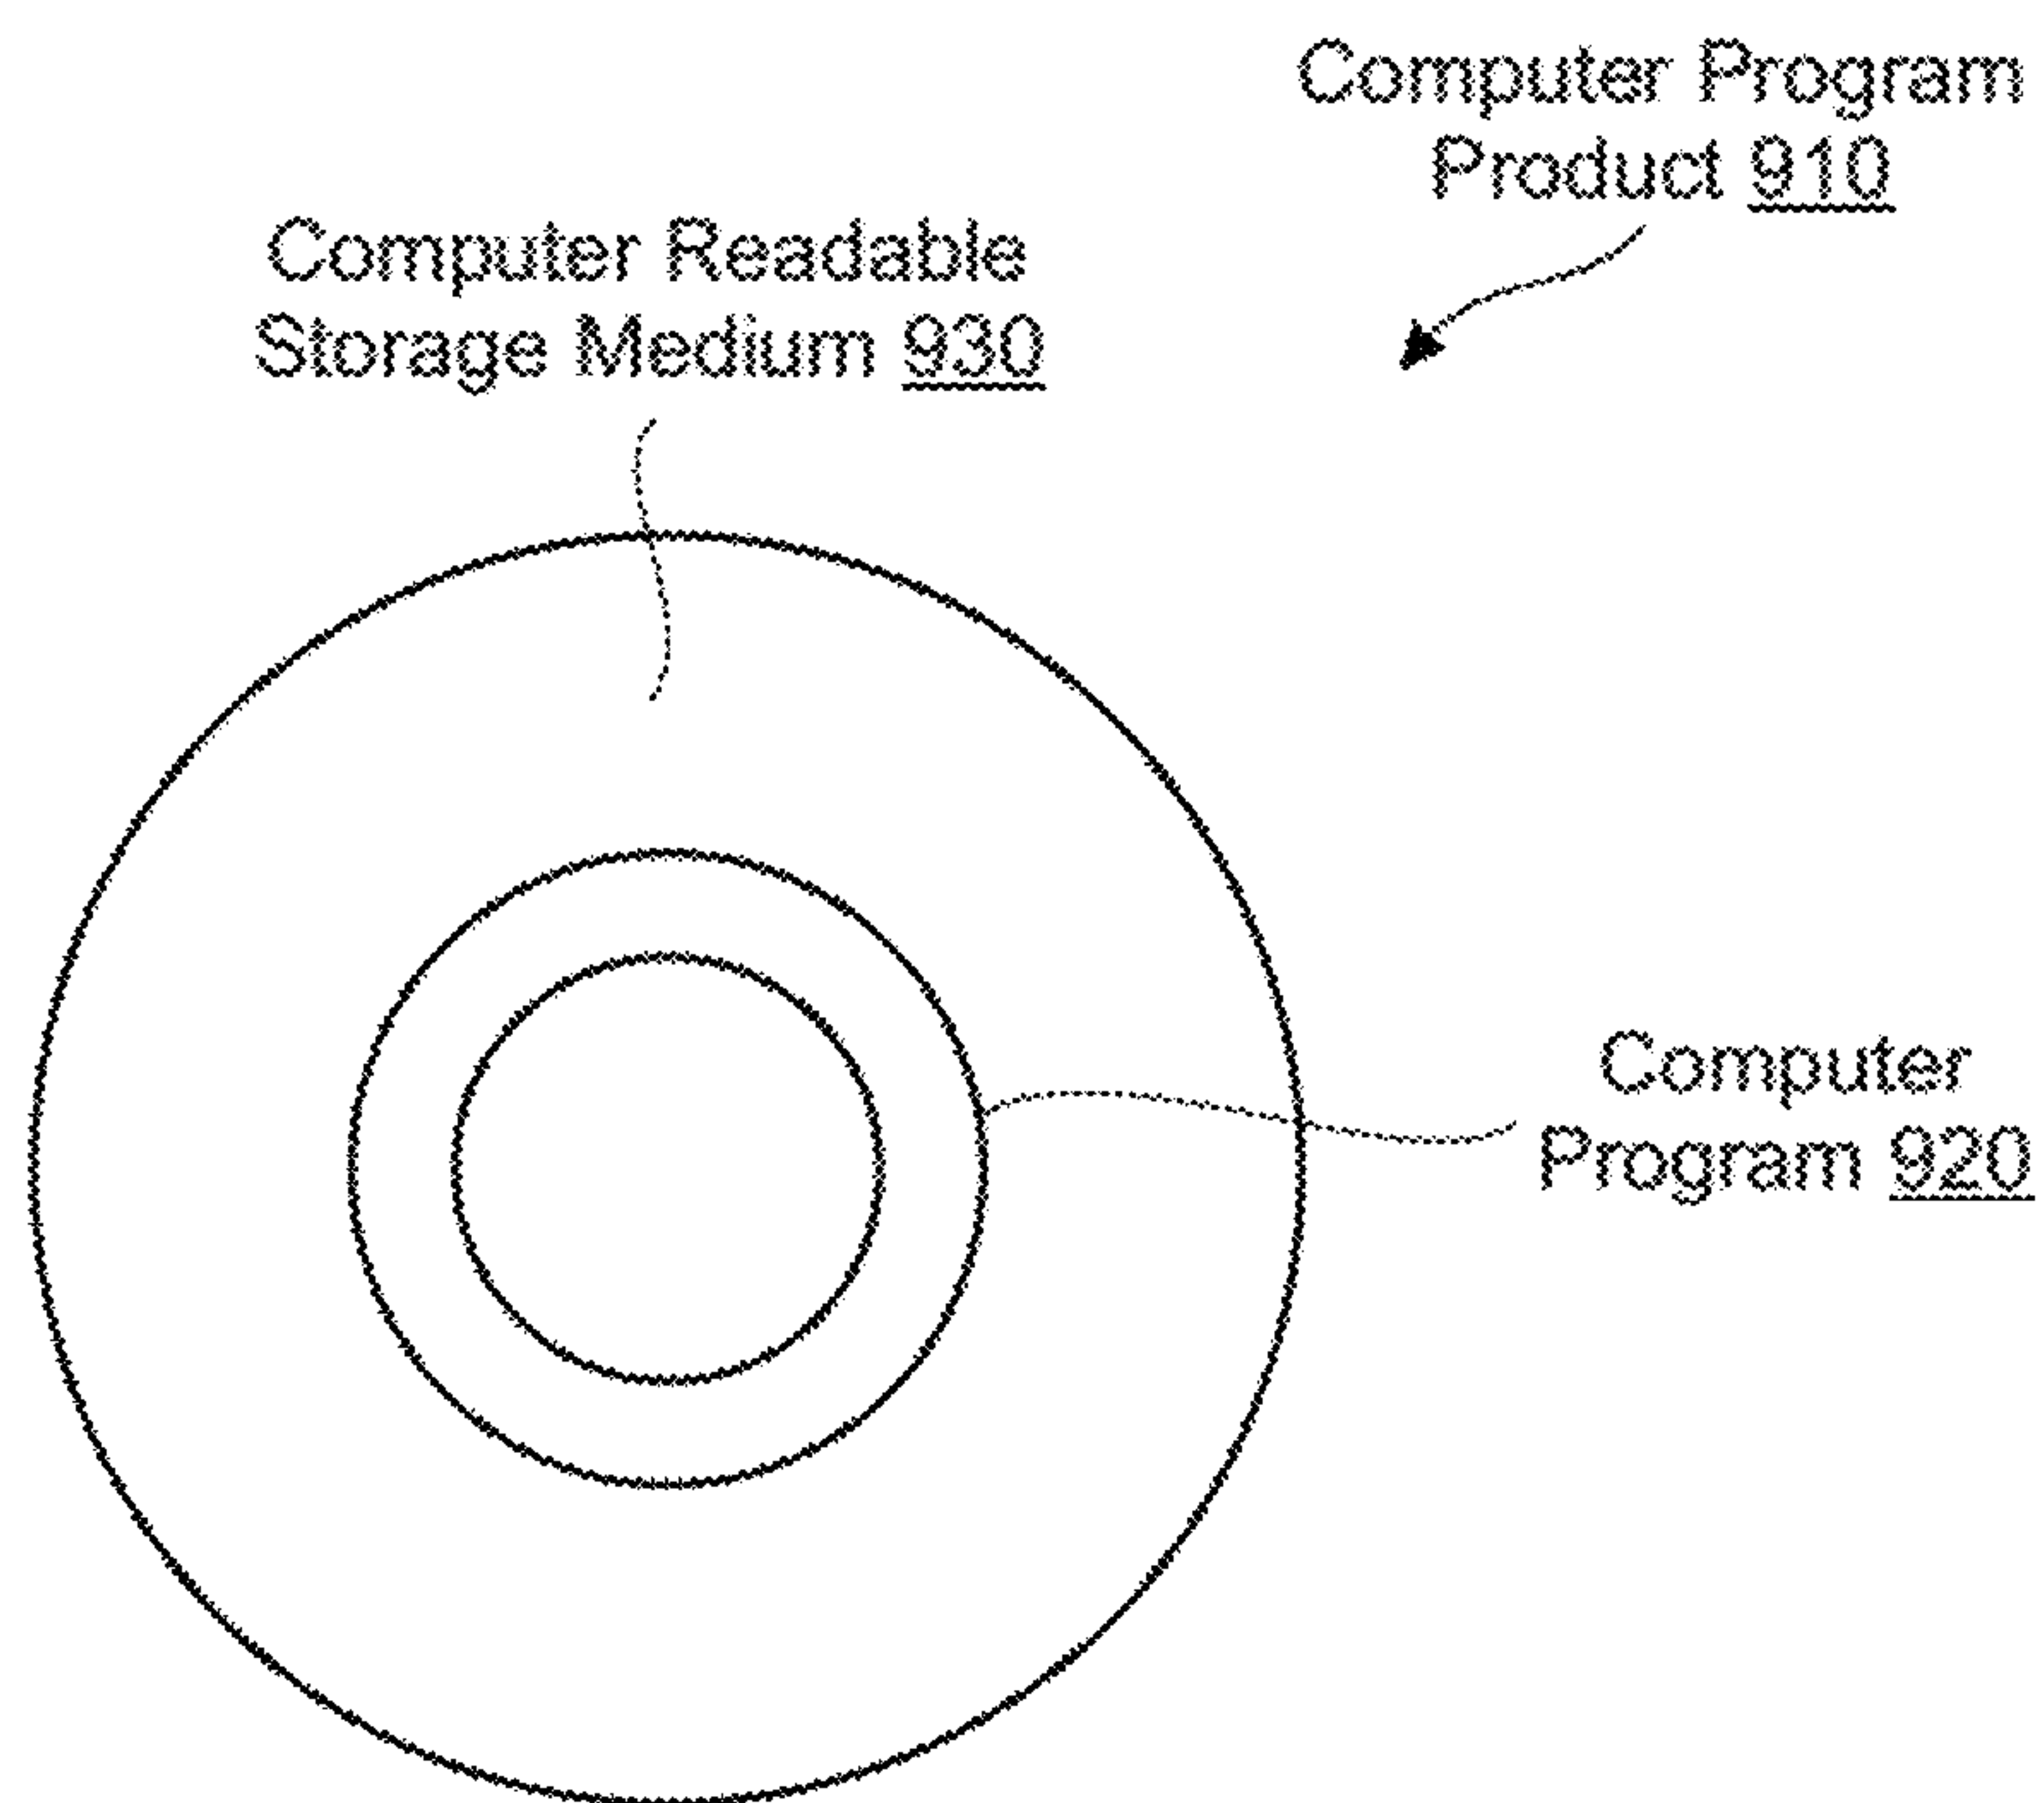 Computer Program
Product 910
Computer Readable
Storage Medium 930
Computer
Program 920